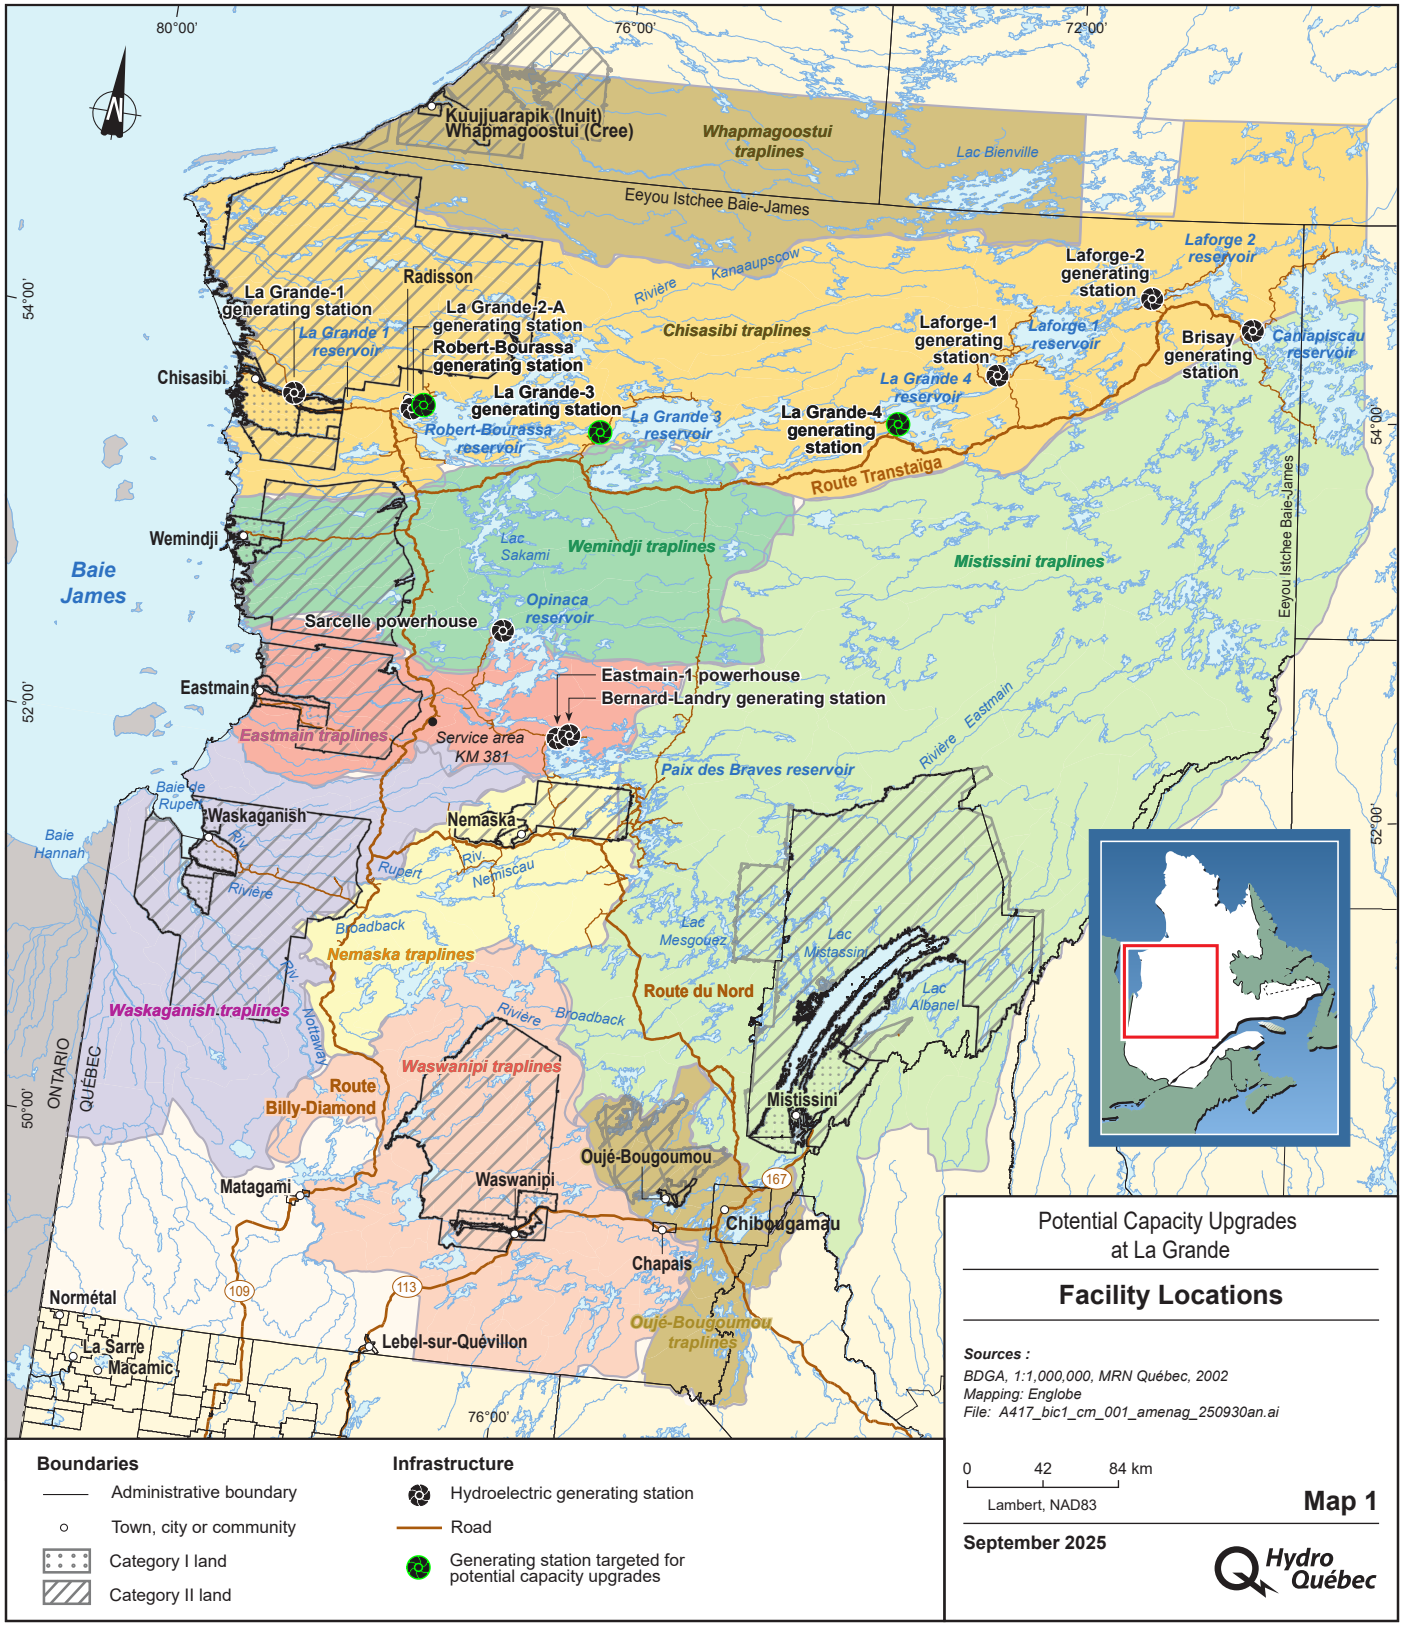 80°00'
76°00'
72°00'
N
Kuujjuarapik (Inuit)
Whapmagoostui (Cree)
Whapmagoostui
traplines
Lac Bienville
Eeyou Istchee Baie-James
Rivière
Kanaaupscow
Radisson
La Grande-1
generating station
La Grande 1
reservoir
La Grande-2-A
generating station
Robert-Bourassa
generating station
Chisasibi traplines
Laforge-2
generating
station
Laforge 2
reservoir
Laforge-1
generating
station
Laforge 1
reservoir
Brisay
generating
station
Caniapiscau
reservoir
54°00'
Chisasibi
La Grande-3
generating station
Robert-Bourassa
reservoir
La Grande 3
reservoir
La Grande 4
reservoir
La Grande-4
generating
station
54°00'
Route Transtaïga
Eeyou Istchee Baie-James
Wemindji
Lac
Sakami
Wemindji traplines
Mistissini traplines
Baie
James
Opinaca
reservoir
Sarcelle powerhouse
Eastmain-1 powerhouse
Bernard-Landry generating station
Eastmain
52°00'
Eastmain traplines
Service area
KM 381
Rivière
Eastmain
Paix des Braves reservoir
Baie de
Rupert
Waskaganish
Nemaska
Baie
Hannah
52°00'
Riv.
Rivière
Rupert
Riv.
Nemiscau
Broadback
Lac
Mesgouez
Lac
Mistassini
Nemaska traplines
Riv.
Nottaway
Lac
Albanel
Route du Nord
Waskaganish traplines
Rivière
Broadback
ONTARIO
QUÉBEC
Waswanipi traplines
Route
Billy-Diamond
50°00'
Mistissini
Oujé-Bougoumou
167
Matagami
Waswanipi
Chibougamau
Chapais
109
113
Normétal
Oujé-Bougoumou
traplines
La Sarre
Macamic
Lebel-sur-Quévillon
76°00'
Potential Capacity Upgrades
at La Grande
Facility Locations
Sources :
BDGA, 1:1,000,000, MRN Québec, 2002
Mapping: Englobe
File: A417_bic1_cm_001_amenag_250930an.ai
0 42 84 km
Lambert, NAD83
Map 1
September 2025
Hydro
Québec
Boundaries
Administrative boundary
Town, city or community
Category I land
Category II land
Infrastructure
Hydroelectric generating station
Road
Generating station targeted for
potential capacity upgrades